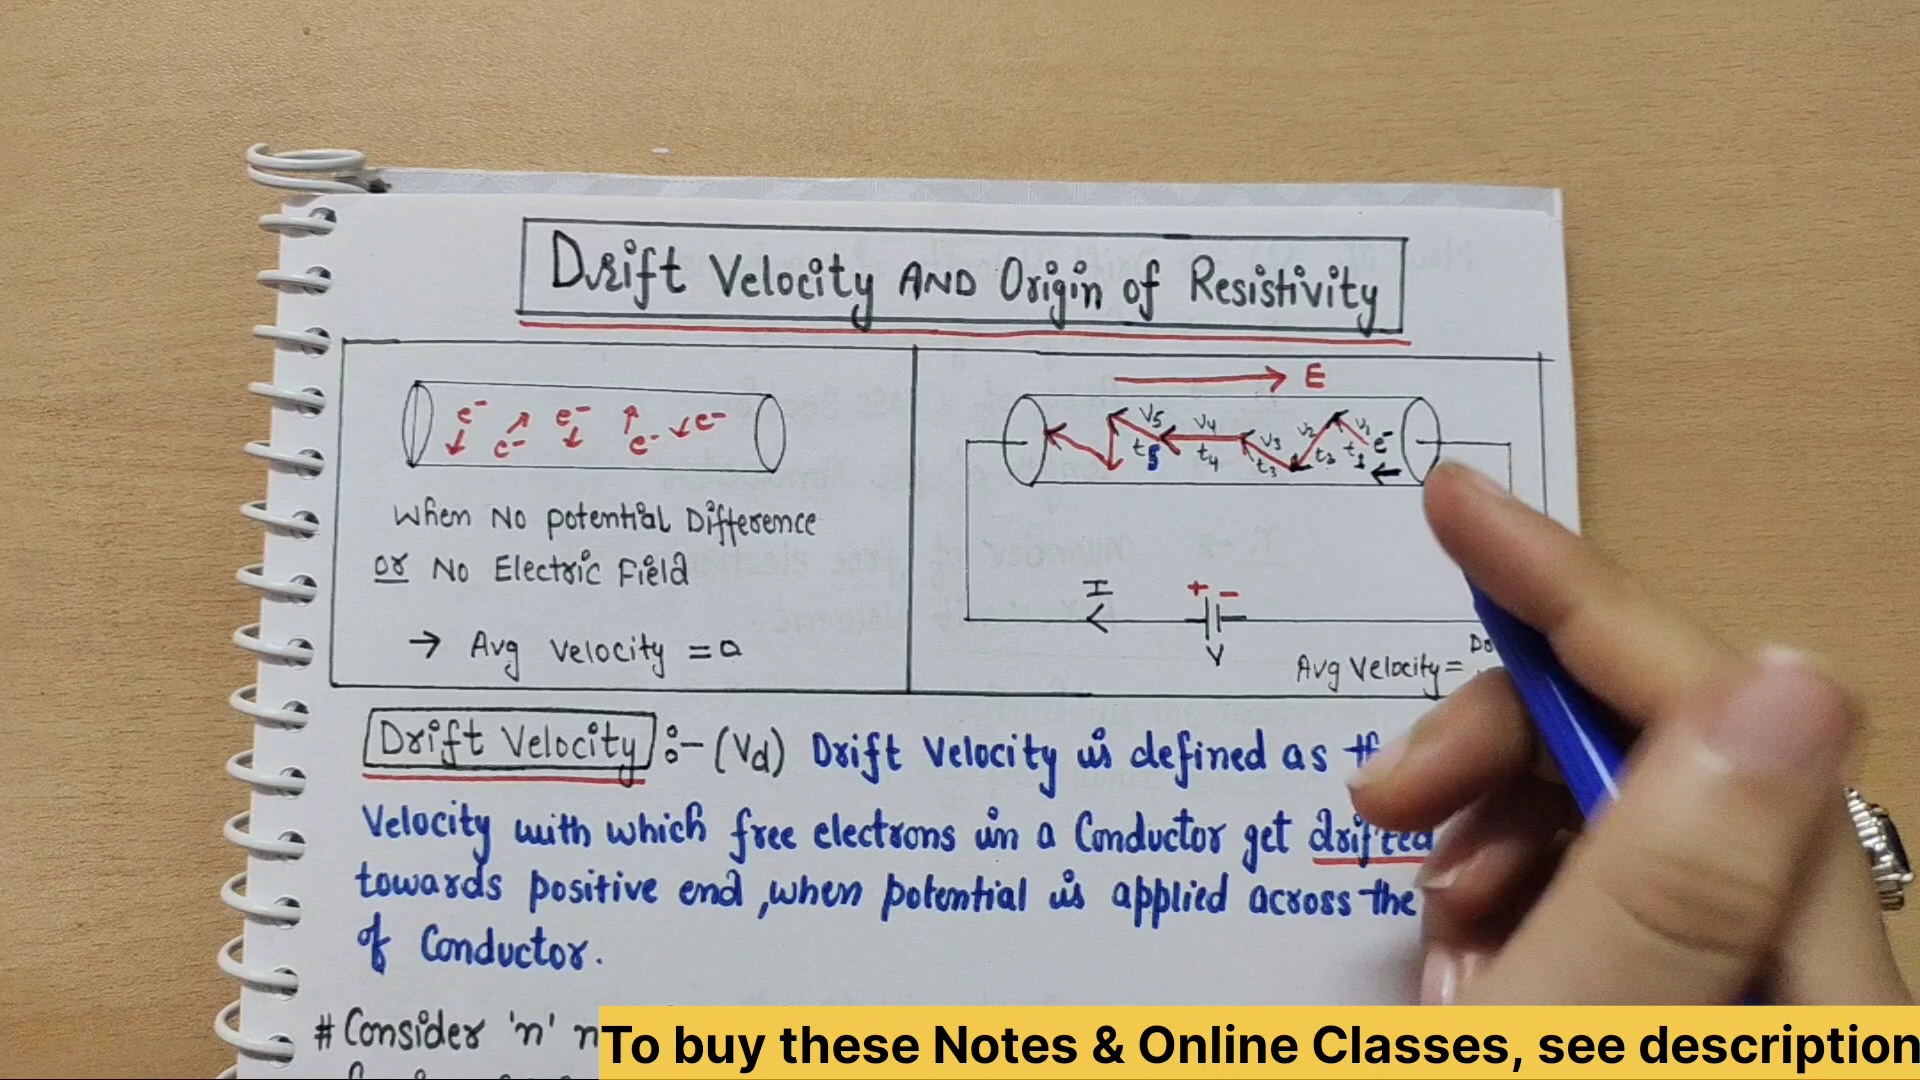 Drift Velocity AND Origin of Resistivity
e⁻ e⁻ e⁻ e⁻ e⁻
When No potential Difference
or No Electric Field
→ Avg Velocity = 0
E
V5 V4 V3 V2 V1 e⁻
t5 t4 t3 t2 t1
I + -
V
Avg Velocity =
Drift Velocity :- (Vd) Drift Velocity is defined as
Velocity with which free electrons in a Conductor get drifted
towards positive end, when potential is applied across the
of Conductor.
# Consider 'n'
To buy these Notes & Online Classes, see description